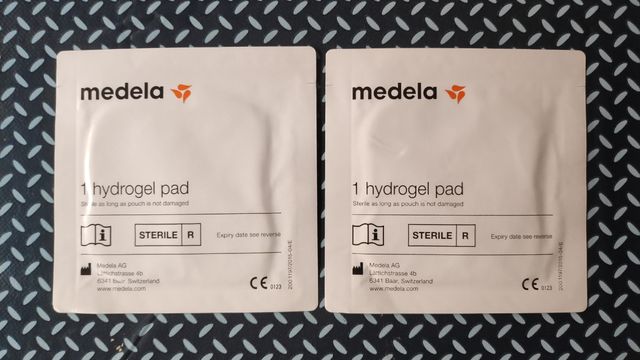 medela
1 hydrogel pad
Sterile as long as pouch is not damaged
STERILE R
Expiry date see reverse
Medela AG
Lättichstrasse 4b
6341 Baar, Switzerland
www.medela.com
CE 0123
medela
1 hydrogel pad
Sterile as long as pouch is not damaged
STERILE R
Expiry date see reverse
Medela AG
Lättichstrasse 4b
6341 Baar, Switzerland
www.medela.com
CE 0123